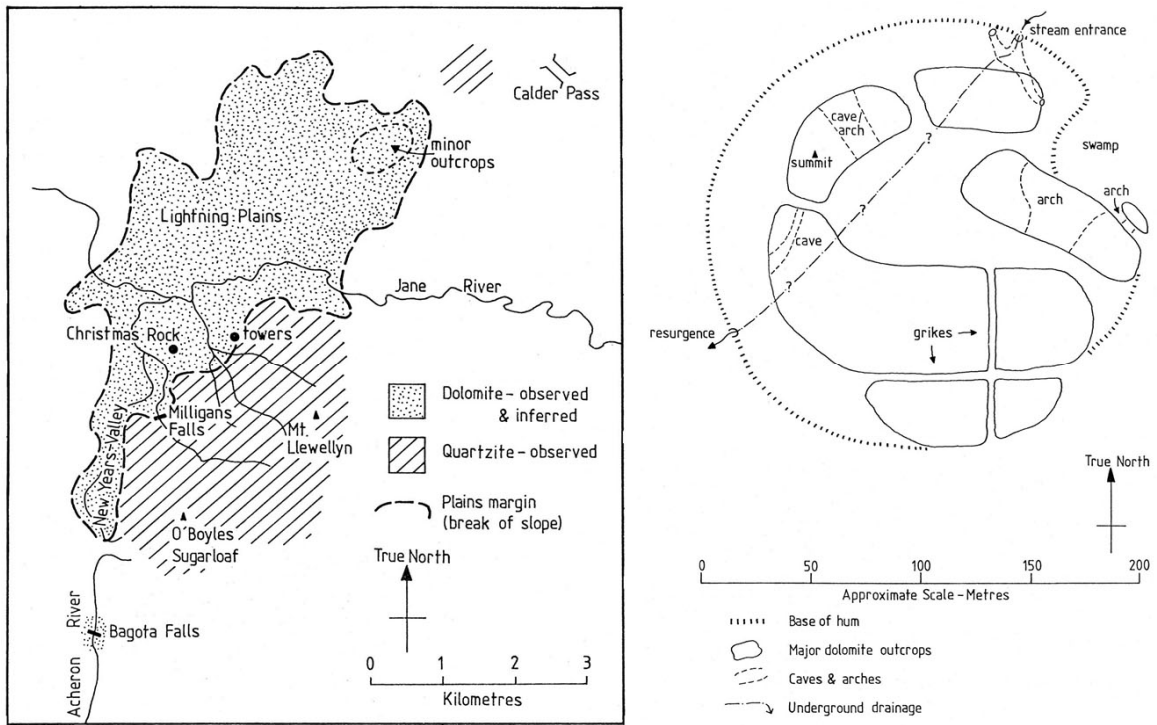 Calder Pass
minor
outcrops
Lightning Plains
Jane River
Christmas Rock
towers
Milligans
Falls
Mt.
Llewellyn
New Years Valley
O'Boyles
Sugarloaf
Acheron River
Bagota Falls
Dolomite – observed
& inferred
Quartzite – observed
Plains margin
(break of slope)
True North
0 1 2 3
Kilometres
stream entrance
cave/
arch
summit
?
swamp
arch
arch
?
cave
?
resurgence
grikes
True North
0 50 100 150 200
Approximate Scale – Metres
Base of hum
Major dolomite outcrops
Caves & arches
Underground drainage